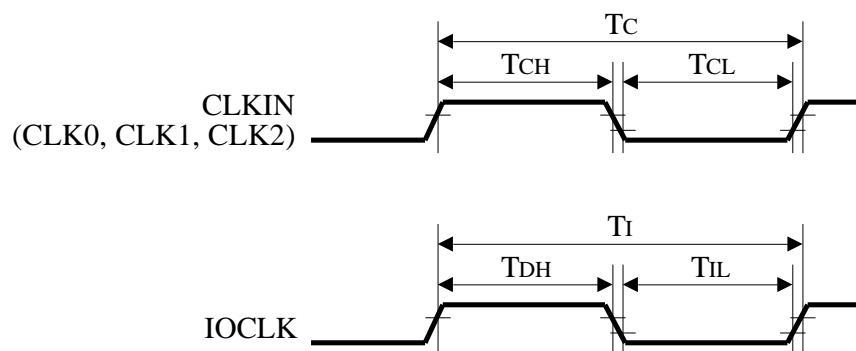 TC
TCH TCL
CLKIN
(CLK0, CLK1, CLK2)
TI
TDH TIL
IOCLK